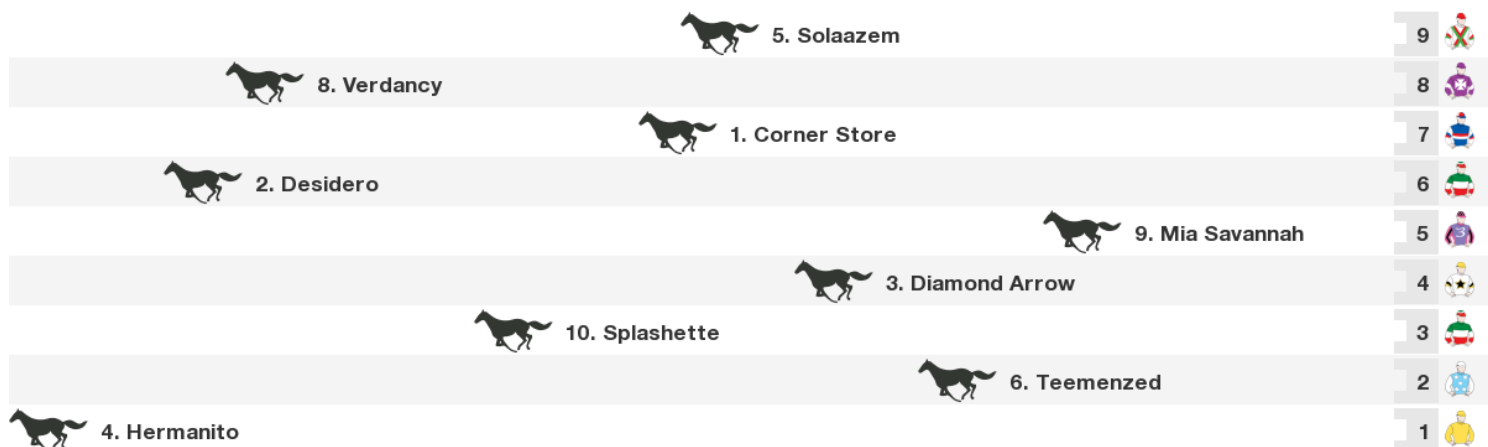 5. Solaazem 9
8. Verdancy 8
1. Corner Store 7
2. Desidero 6
9. Mia Savannah 5
3. Diamond Arrow 4
10. Splashette 3
6. Teemenzed 2
4. Hermanito 1